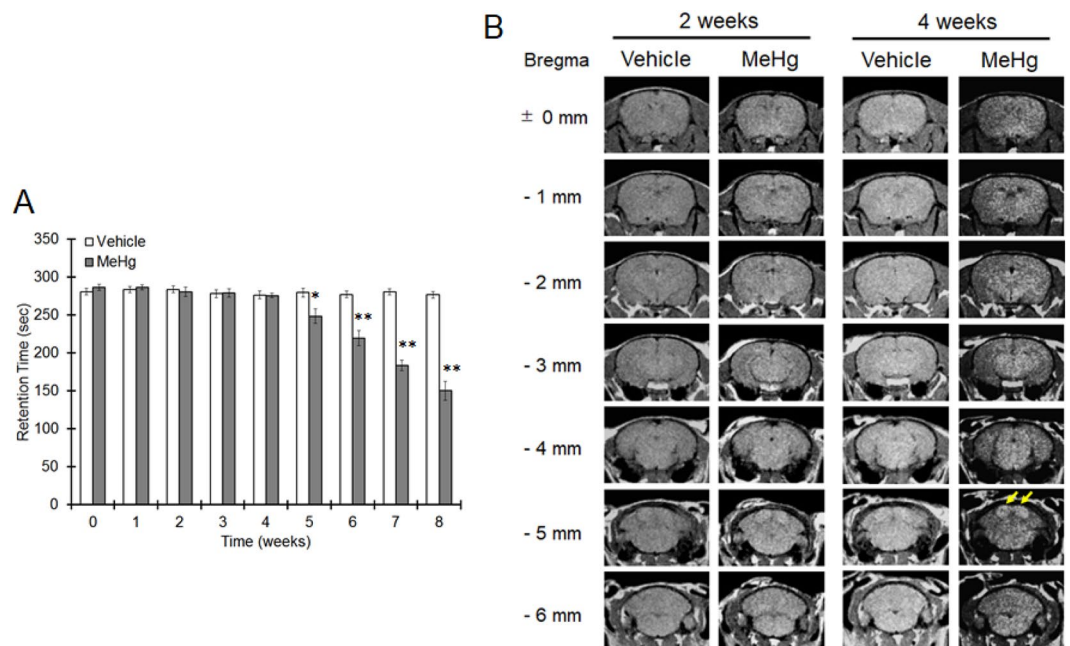 A
350
300
250
200
150
100
50
0
Retention Time (sec)
Vehicle
MeHg
*
**
**
**
0 1 2 3 4 5 6 7 8
Time (weeks)
B
2 weeks 4 weeks
Bregma Vehicle MeHg Vehicle MeHg
± 0 mm
- 1 mm
- 2 mm
- 3 mm
- 4 mm
- 5 mm
- 6 mm